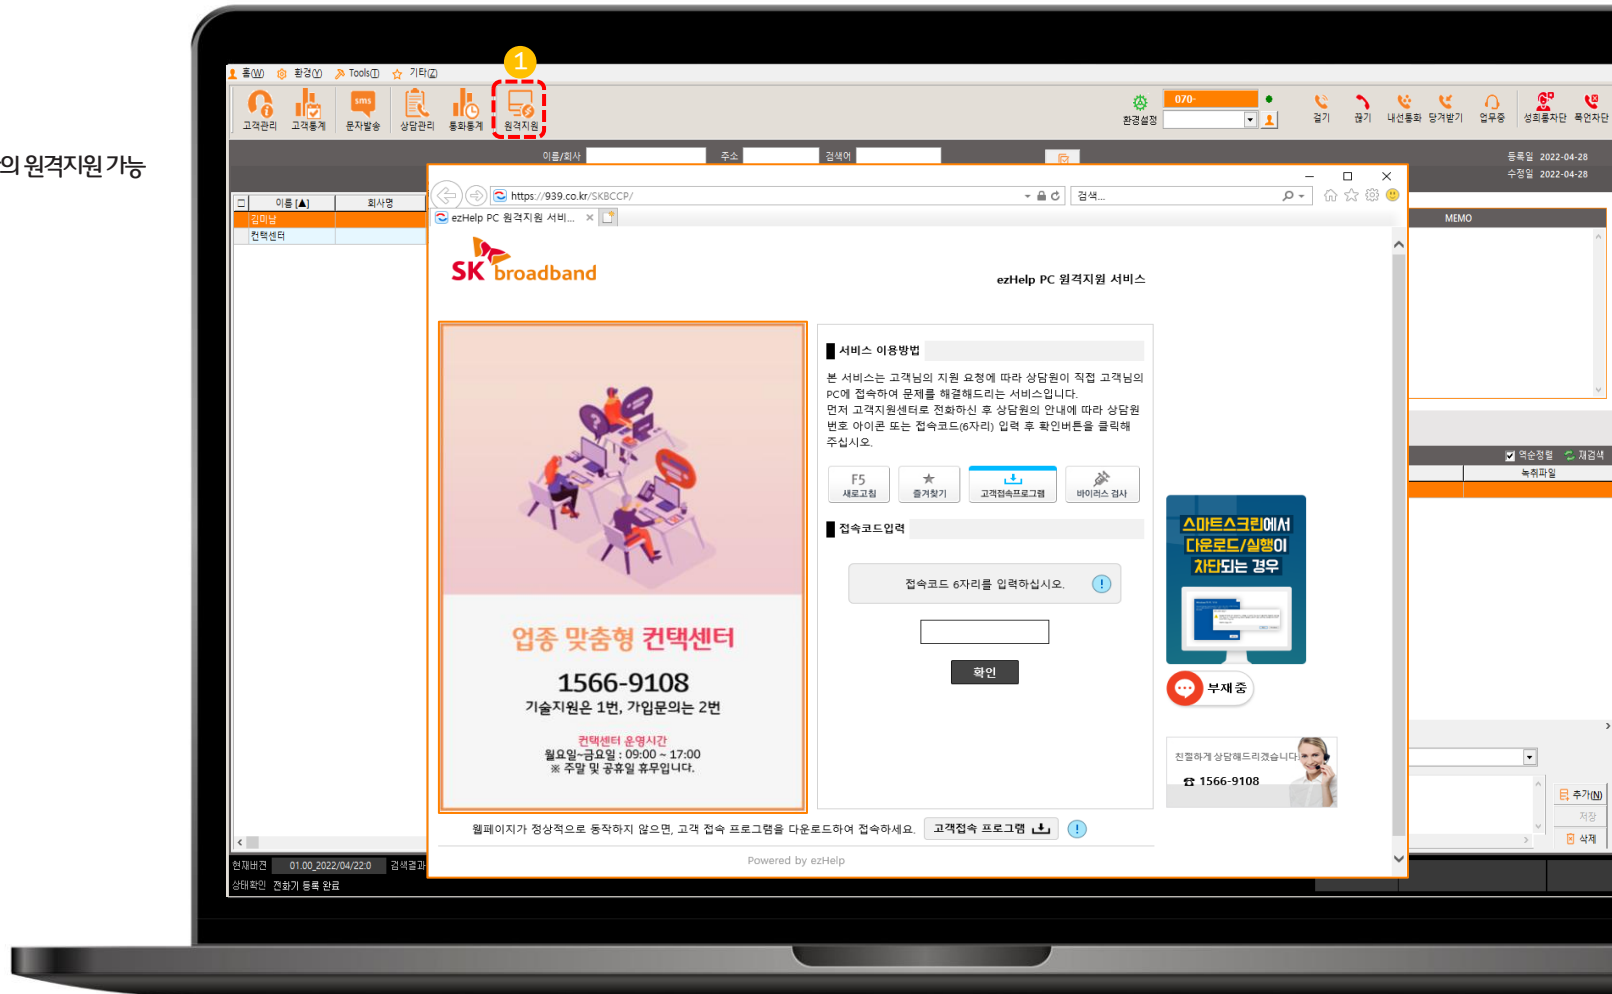 의 원격지원 가능
홈(W) 환경(Y) Tools(T) 기타(Z)
1
고객관리 고객통계 sms 문자발송 상담관리 통화통계 원격지원
환경설정 070-
걸기 끊기 내선통화 당겨받기 업무중 성희롱차단 폭언차단
이름/회사 주소 검색어
등록일 2022-04-28
수정일 2022-04-28
이름 [▲] 회사명
김미남
컨택센터
MEMO
https://939.co.kr/SKBCCP/ 검색...
ezHelp PC 원격지원 서비...
SK broadband
ezHelp PC 원격지원 서비스
서비스 이용방법
본 서비스는 고객님의 지원 요청에 따라 상담원이 직접 고객님의
PC에 접속하여 문제를 해결해드리는 서비스입니다.
먼저 고객지원센터로 전화하신 후 상담원의 안내에 따라 상담원
번호 아이콘 또는 접속코드(6자리) 입력 후 확인버튼을 클릭해
주십시오.
F5 새로고침
즐겨찾기
고객접속프로그램
바이러스 검사
접속코드입력
접속코드 6자리를 입력하십시오. !
확인
업종 맞춤형 컨택센터
1566-9108
기술지원은 1번, 가입문의는 2번
컨택센터 운영시간
월요일~금요일 : 09:00 ~ 17:00
※ 주말 및 공휴일 휴무입니다.
스마트스크린에서
다운로드/실행이
차단되는 경우
부재 중
친절하게 상담해드리겠습니다.
☎ 1566-9108
웹페이지가 정상적으로 동작하지 않으면, 고객 접속 프로그램을 다운로드하여 접속하세요. 고객접속 프로그램 !
Powered by ezHelp
역순정렬 재검색
녹취파일
추가(N)
저장
삭제
현재버전 01.00_2022/04/22:0 검색결과
상태확인 전화기 등록 완료